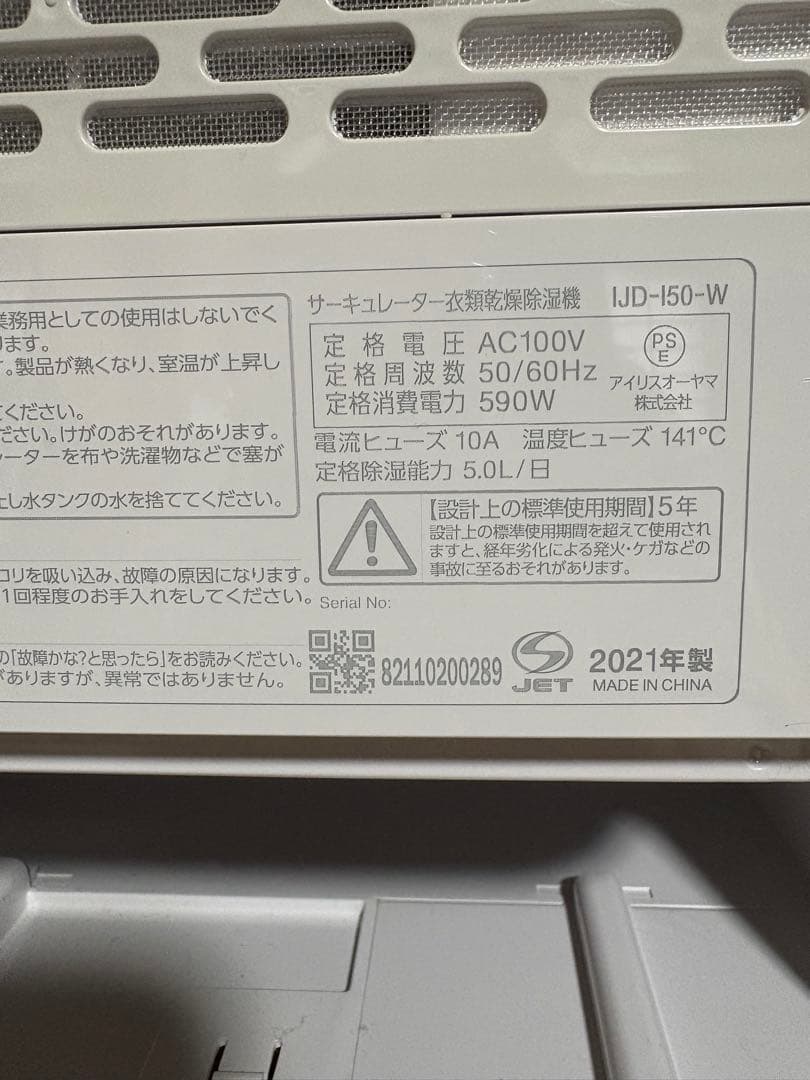 業務用としての使用はしないでく
ります。
す。製品が熱くなり、室温が上昇し
てください。
ださい。けがのおそれがあります。
レーターを布や洗濯物などで塞が
止し水タンクの水を捨ててください。
コリを吸い込み、故障の原因になります。
1回程度のお手入れをしてください。
の「故障かな?と思ったら」をお読みください。
がありますが、異常ではありません。
サーキュレーター衣類乾燥除湿機 IJD-I50-W
定格電圧 AC100V
定格周波数 50/60Hz
定格消費電力 590W
PS
E
アイリスオーヤマ
株式会社
電流ヒューズ 10A 温度ヒューズ 141℃
定格除湿能力 5.0L/日
【設計上の標準使用期間】5年
設計上の標準使用期間を超えて使用され
ますと、経年劣化による発火・ケガなどの
事故に至るおそれがあります。
Serial No:
82110200289
JET
2021年製
MADE IN CHINA